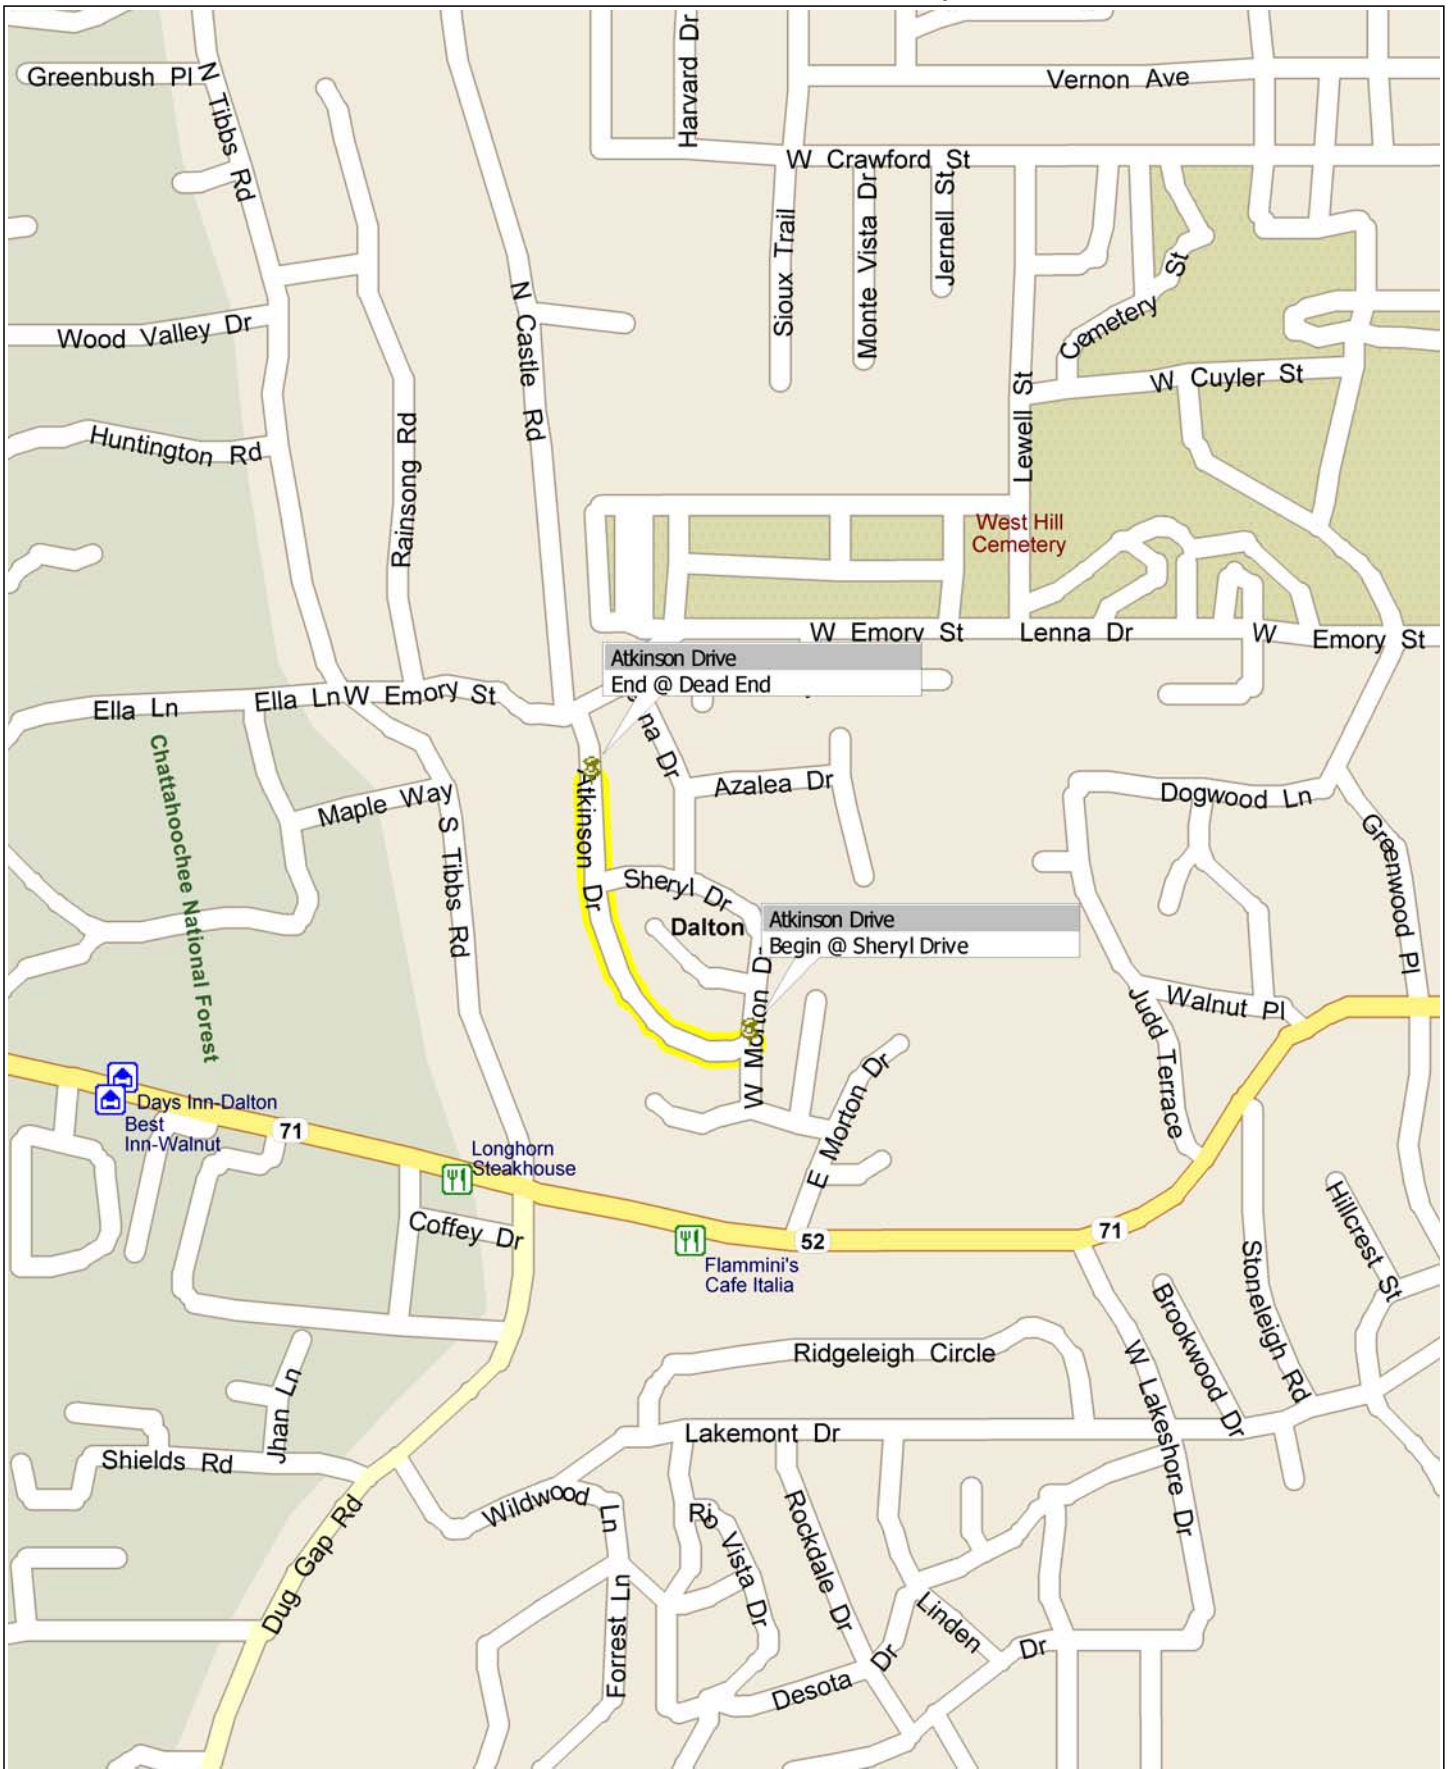 Harvard Dr
Greenbush Pl
N Tibbs Rd
Vernon Ave
W Crawford St
Sioux Trail
Monte Vista Dr
Jernell St
Cemetery St
N Castle Rd
Wood Valley Dr
W Cuyler St
Lewell St
Huntington Rd
Rainsong Rd
West Hill
Cemetery
W Emory St
Lenna Dr
W Emory St
Atkinson Drive
End @ Dead End
Ella Ln
Ella Ln
W Emory St
na Dr
Chattahoochee National Forest
Azalea Dr
Dogwood Ln
Maple Way
S Tibbs Rd
Atkinson Dr
Greenwood Pl
Sheryl Dr
Dalton
Atkinson Drive
Begin @ Sheryl Drive
W Morton D
Walnut Pl
Judd Terrace
E Morton Dr
Days Inn-Dalton
Best
Inn-Walnut
71
Longhorn
Steakhouse
Coffey Dr
52
71
Flammini's
Cafe Italia
Hillcrest St
Stoneleigh Rd
Brookwood Dr
Ridgeleigh Circle
W Lakeshore Dr
Jhan Ln
Lakemont Dr
Shields Rd
Wildwood Ln
Rio Vista Dr
Rockdale Dr
Dug Gap Rd
Forrest Ln
Linden Dr
Desota Dr